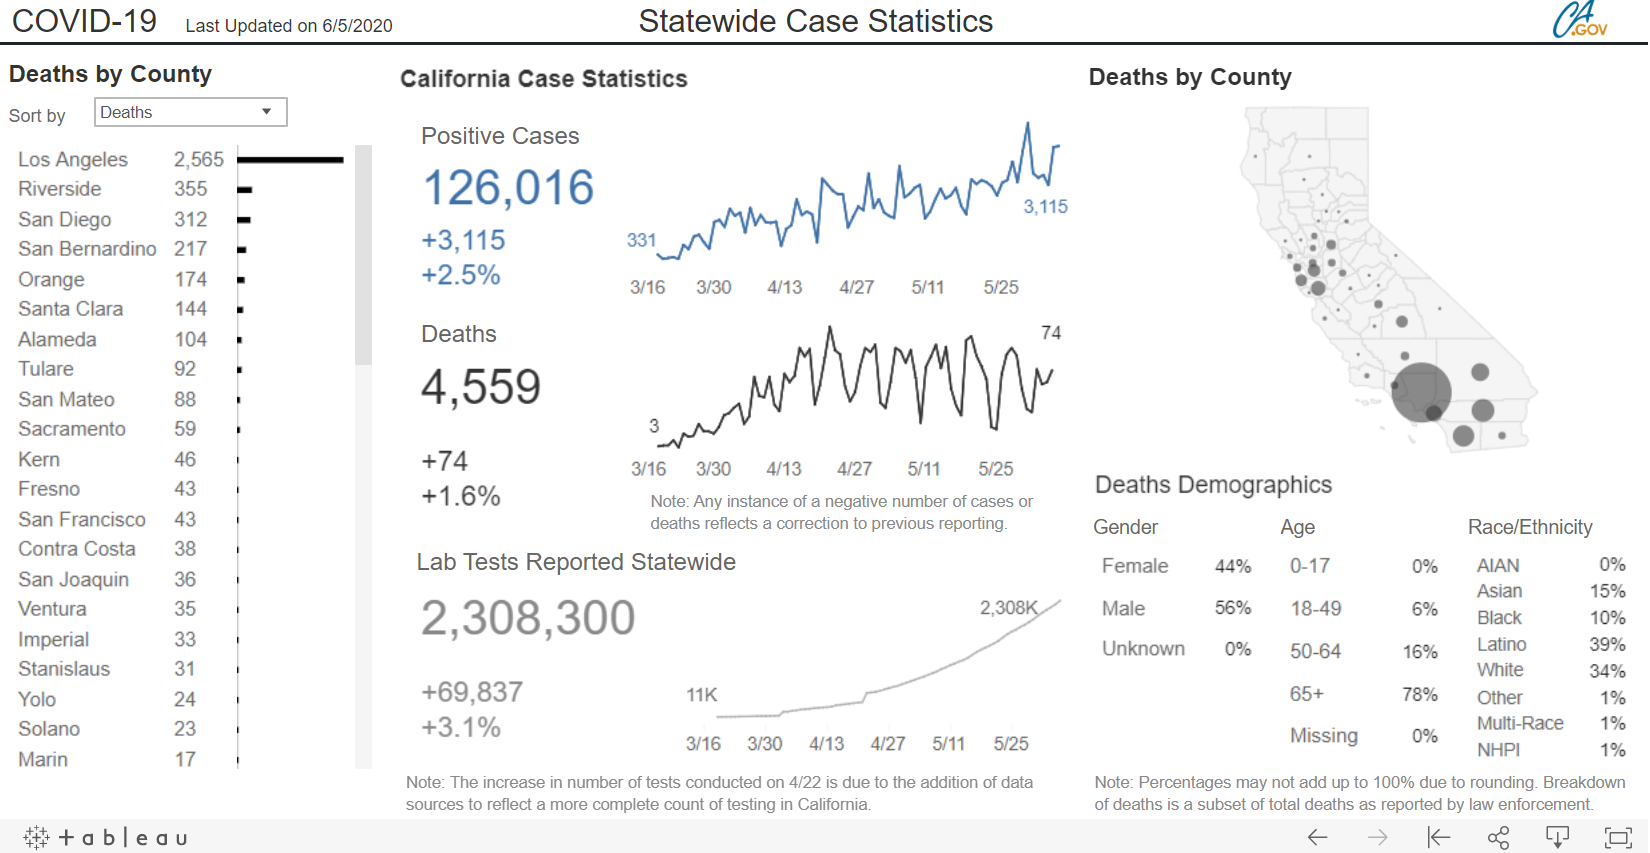 COVID-19 Last Updated on 6/5/2020
Statewide Case Statistics
CA.GOV
Deaths by County
Sort by Deaths
Los Angeles 2,565
Riverside 355
San Diego 312
San Bernardino 217
Orange 174
Santa Clara 144
Alameda 104
Tulare 92
San Mateo 88
Sacramento 59
Kern 46
Fresno 43
San Francisco 43
Contra Costa 38
San Joaquin 36
Ventura 35
Imperial 33
Stanislaus 31
Yolo 24
Solano 23
Marin 17
California Case Statistics
Positive Cases
126,016
+3,115
+2.5%
331
3,115
3/16 3/30 4/13 4/27 5/11 5/25
Deaths
4,559
+74
+1.6%
74
3
3/16 3/30 4/13 4/27 5/11 5/25
Note: Any instance of a negative number of cases or
deaths reflects a correction to previous reporting.
Lab Tests Reported Statewide
2,308,300
+69,837
+3.1%
2,308K
11K
3/16 3/30 4/13 4/27 5/11 5/25
Note: The increase in number of tests conducted on 4/22 is due to the addition of data
sources to reflect a more complete count of testing in California.
Deaths by County
Deaths Demographics
Gender
Female 44%
Male 56%
Unknown 0%
Age
0-17 0%
18-49 6%
50-64 16%
65+ 78%
Missing 0%
Race/Ethnicity
AIAN 0%
Asian 15%
Black 10%
Latino 39%
White 34%
Other 1%
Multi-Race 1%
NHPI 1%
Note: Percentages may not add up to 100% due to rounding. Breakdown
of deaths is a subset of total deaths as reported by law enforcement.
+ableau